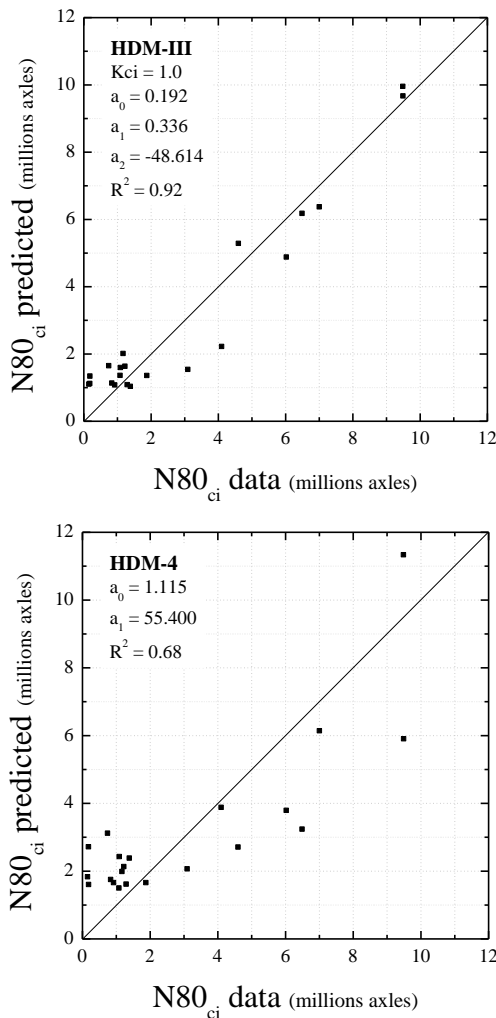 12
10
8
6
4
2
0
N80ci predicted (millions axles)
HDM-III
Kci = 1.0
a0 = 0.192
a1 = 0.336
a2 = -48.614
R2 = 0.92
0 2 4 6 8 10 12
N80ci data (millions axles)
12
10
8
6
4
2
0
N80ci predicted (millions axles)
HDM-4
a0 = 1.115
a1 = 55.400
R2 = 0.68
0 2 4 6 8 10 12
N80ci data (millions axles)